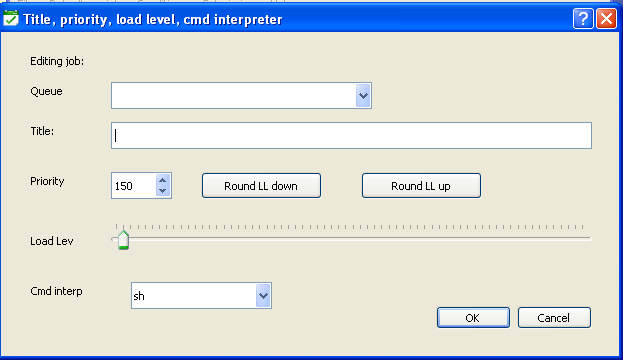 Title, priority, load level, cmd interpreter
Editing job:
Queue
Title:
Priority
150
Round LL down
Round LL up
Load Lev
Cmd interp
sh
OK
Cancel